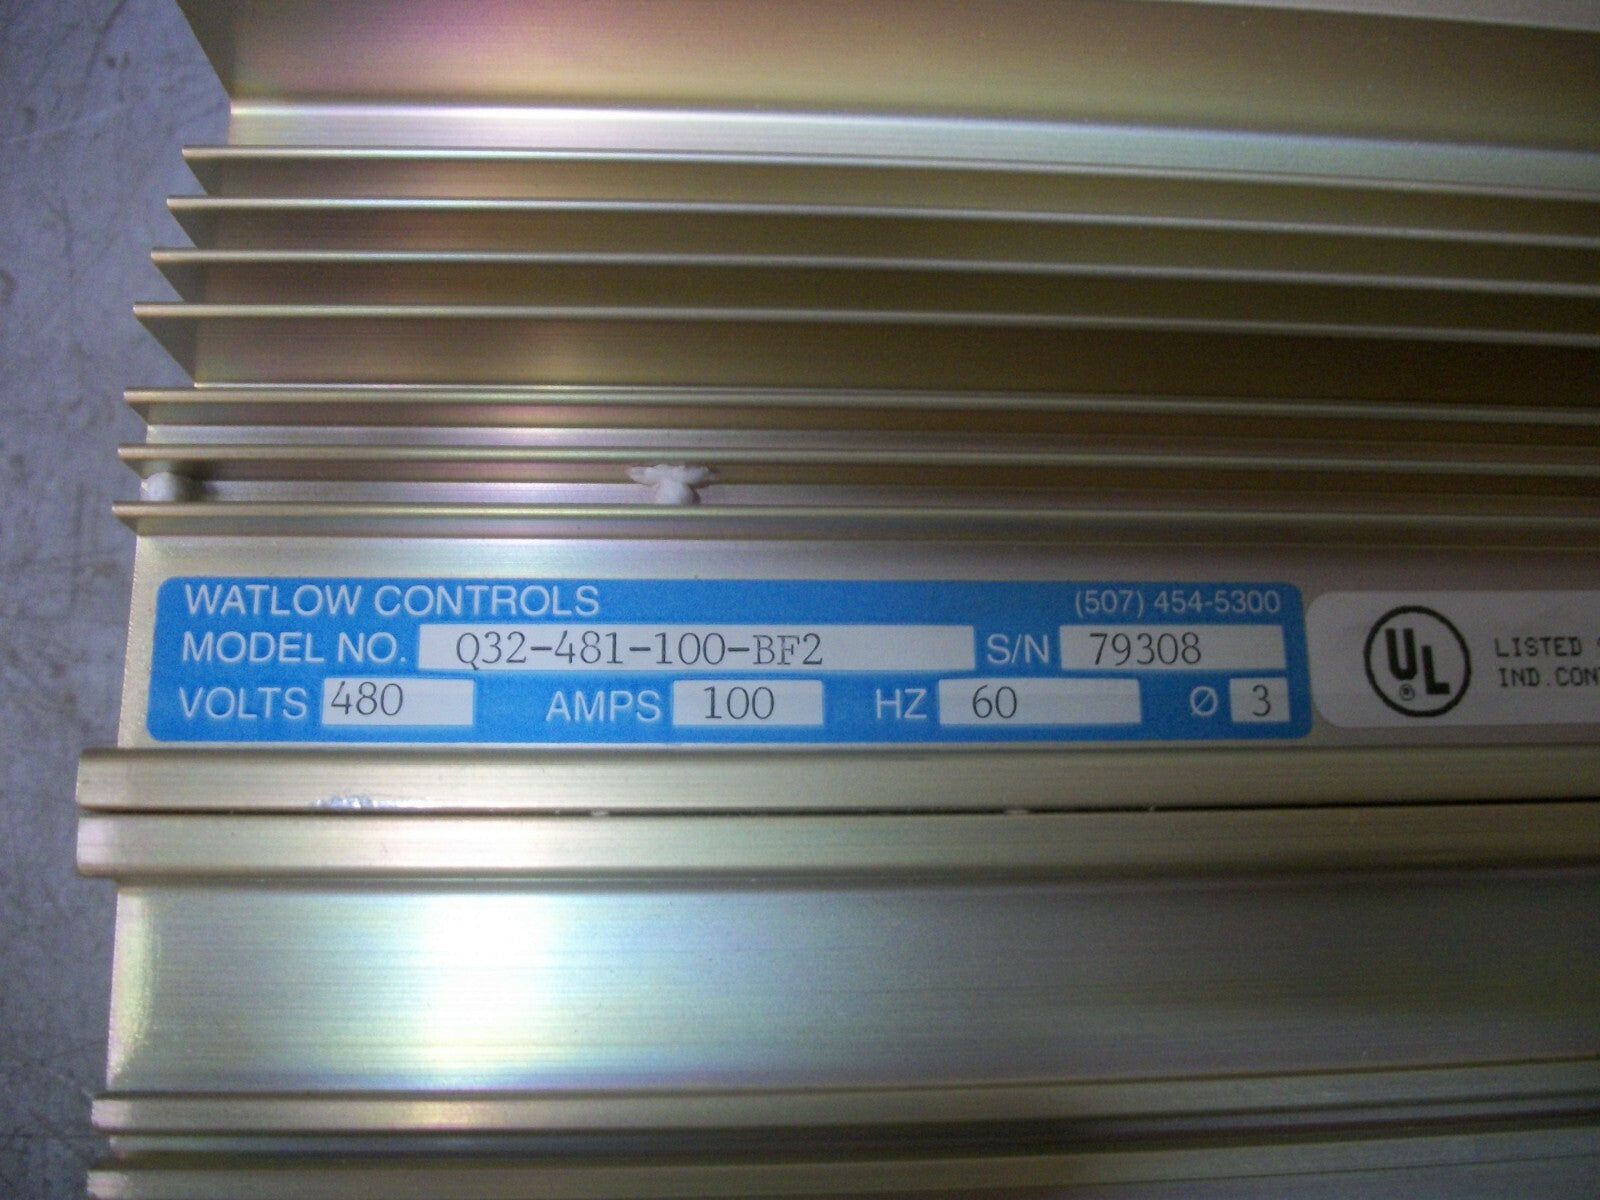 WATLOW CONTROLS (507) 454-5300
MODEL NO. Q32-481-100-BF2 S/N 79308
VOLTS 480 AMPS 100 HZ 60 Ø 3
UL ®
LISTED
IND.CON